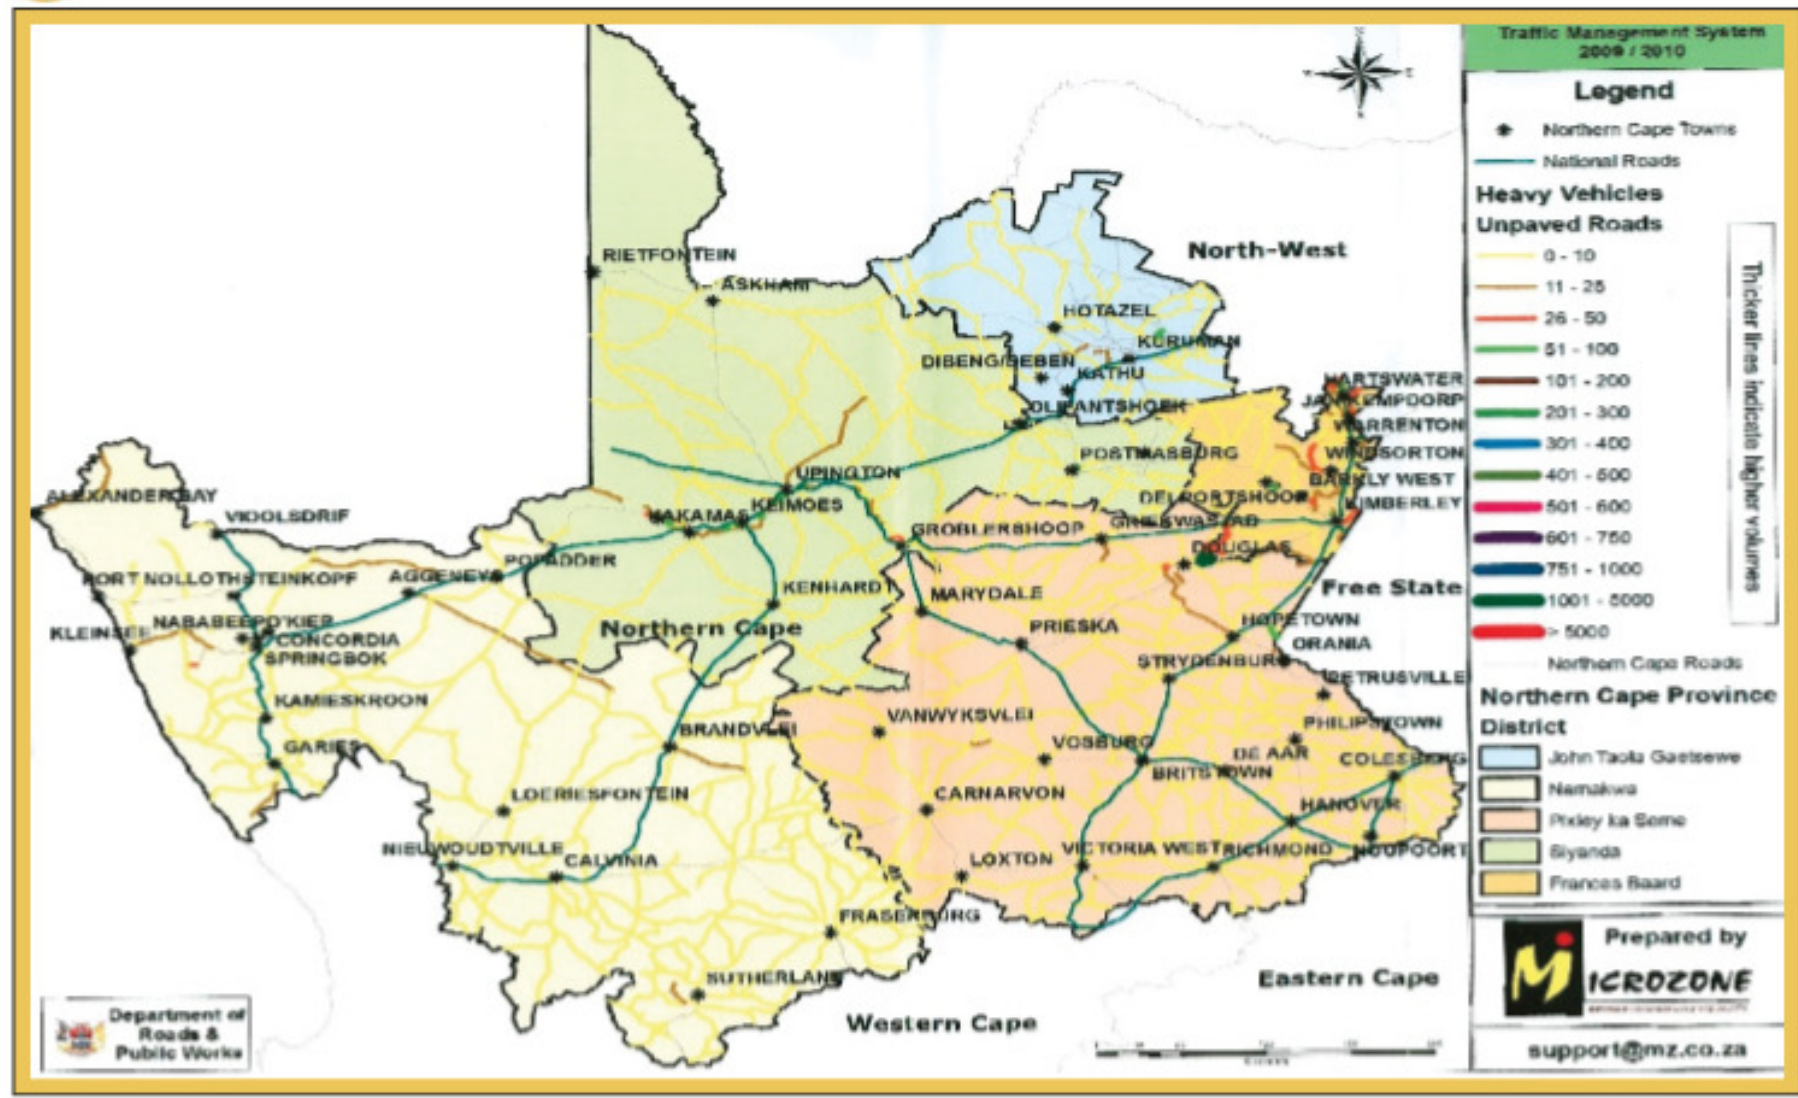 Traffic Management System
2009 / 2010
Legend
Northern Cape Towns
National Roads
Heavy Vehicles
Unpaved Roads
0 - 10
11 - 25
26 - 50
51 - 100
101 - 200
201 - 300
301 - 400
401 - 500
501 - 600
601 - 750
751 - 1000
1001 - 5000
> 5000
Thicker lines indicate higher volumes
Northern Cape Roads
Northern Cape Province
District
John Taolo Gaetsewe
Namakwa
Pixley ka Seme
Siyanda
Frances Baard
Prepared by
MICROZONE
support@mz.co.za
RIETFONTEIN
ASKHAM
North-West
HOTAZEL
KURUMAN
DIBENG/DEBEN
KATHU
OLIFANTSHOEK
HARTSWATER
JAN KEMPDORP
WARRENTON
POSTMASBURG
WINDSORTON
BARKLY WEST
UPINGTON
DELPORTSHOOP
KIMBERLEY
ALEXANDER BAY
VIOOLSDRIF
KAKAMAS
KEIMOES
GROBLERSHOOP
GRIEKWASTAD
DOUGLAS
POFADDER
PORT NOLLOTH
STEINKOPF
AGGENEYS
KENHARDT
MARYDALE
Free State
KLEINSEE
NABABEEP
O'KIEP
CONCORDIA
SPRINGBOK
Northern Cape
PRIESKA
HOPETOWN
ORANIA
STRYDENBURG
PETRUSVILLE
KAMIESKROON
VANWYKSVLEI
PHILIPSTOWN
GARIES
BRANDVLEI
VOSBURG
DE AAR
COLESBERG
BRITSTOWN
LOERIESFONTEIN
CARNARVON
HANOVER
NIEUWOUDTVILLE
CALVINIA
LOXTON
VICTORIA WEST
RICHMOND
NOUPOORT
FRASERBURG
SUTHERLAND
Eastern Cape
Western Cape
Department of
Roads &
Public Works